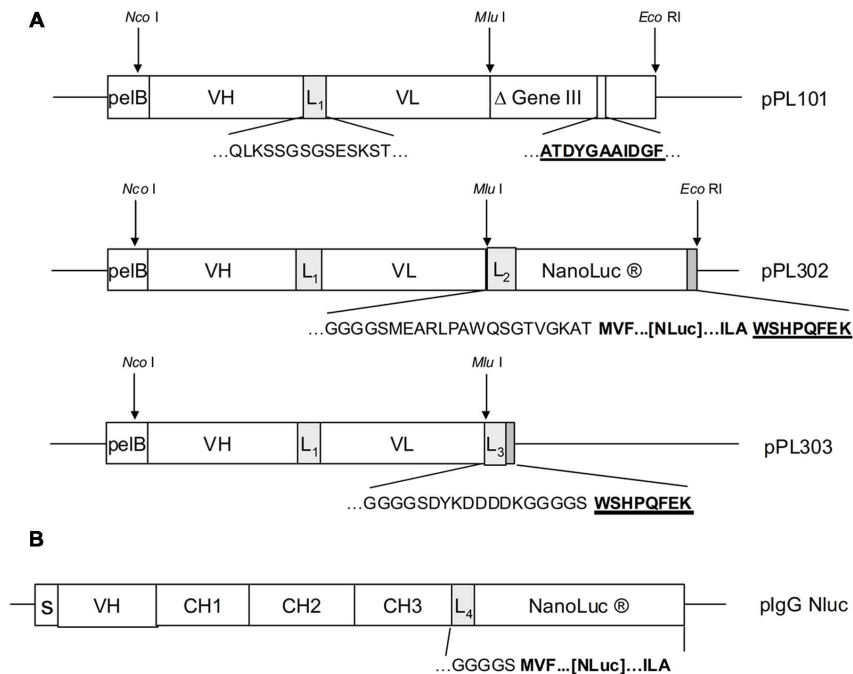 A
Nco I Mlu I Eco RI
pelB VH L1 VL Δ Gene III pPL101
...QLKSSGSGSESKST... ...ATDYGAAIDGF...
Nco I Mlu I Eco RI
pelB VH L1 VL L2 NanoLuc ® pPL302
...GGGGSMEARLPAWQSGTVGKAT MVF...[NLuc]...ILA WSHPQFEK
Nco I Mlu I
pelB VH L1 VL L3 pPL303
...GGGGSDYKDDDDKGGGGS WSHPQFEK
B
S VH CH1 CH2 CH3 L4 NanoLuc ® pIgG Nluc
...GGGGS MVF...[NLuc]...ILA